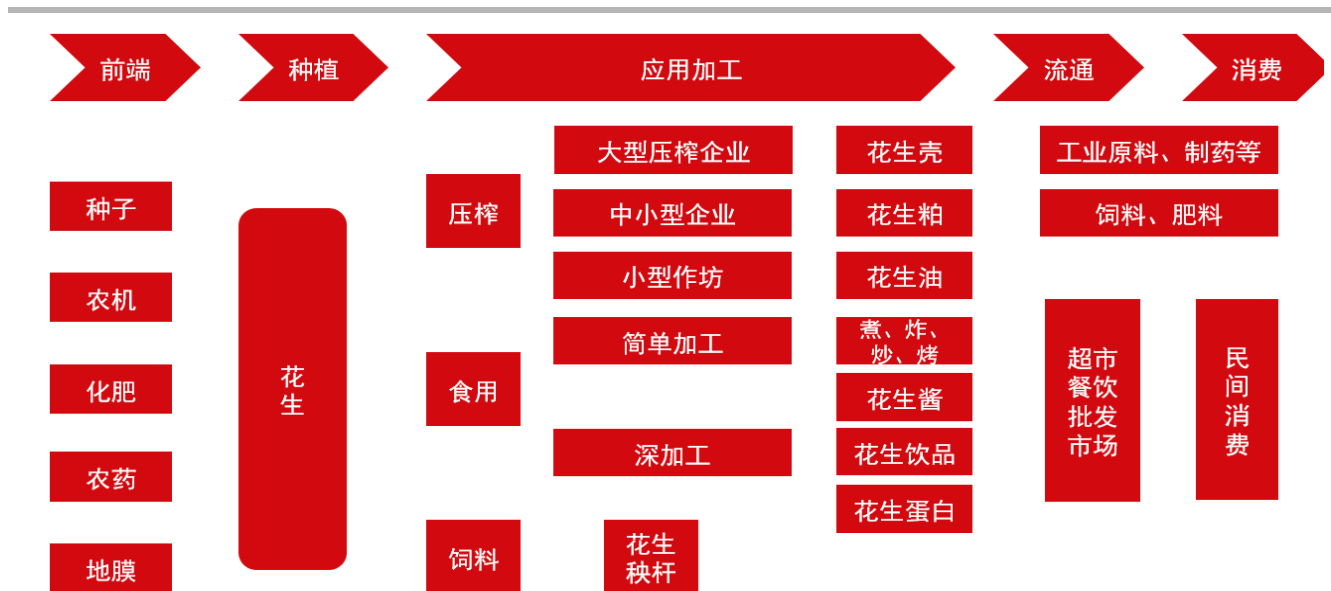 前端
种植
应用加工
流通
消费
种子
农机
化肥
农药
地膜
花
生
压榨
食用
饲料
大型压榨企业
中小型企业
小型作坊
简单加工
深加工
花生
秧杆
花生壳
花生粕
花生油
煮、炸、
炒、烤
花生酱
花生饮品
花生蛋白
工业原料、制药等
饲料、肥料
超市
餐饮
批发
市场
民
间
消
费